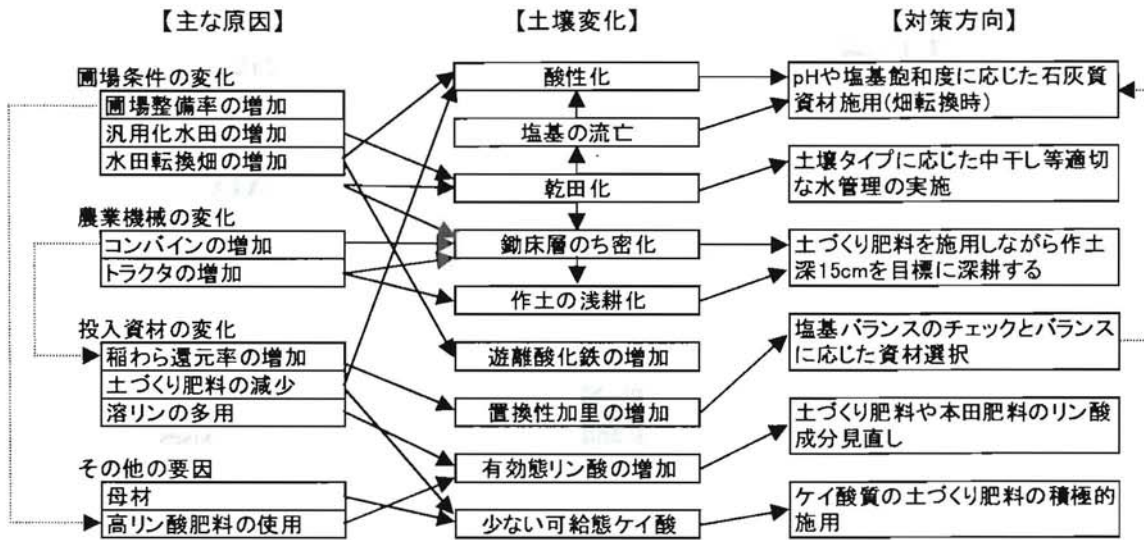 【主な原因】
圃場条件の変化
圃場整備率の増加
汎用化水田の増加
水田転換畑の増加
農業機械の変化
コンバインの増加
トラクタの増加
投入資材の変化
稲わら還元率の増加
土づくり肥料の減少
溶リンの多用
その他の要因
母材
高リン酸肥料の使用
【土壌変化】
酸性化
塩基の流亡
乾田化
鋤床層のち密化
作土の浅耕化
遊離酸化鉄の増加
置換性加里の増加
有効態リン酸の増加
少ない可給態ケイ酸
【対策方向】
pHや塩基飽和度に応じた石灰質
資材施用(畑転換時)
土壌タイプに応じた中干し等適切
な水管理の実施
土づくり肥料を施用しながら作土
深15cmを目標に深耕する
塩基バランスのチェックとバランス
に応じた資材選択
土づくり肥料や本田肥料のリン酸
成分見直し
ケイ酸質の土づくり肥料の積極的
施用